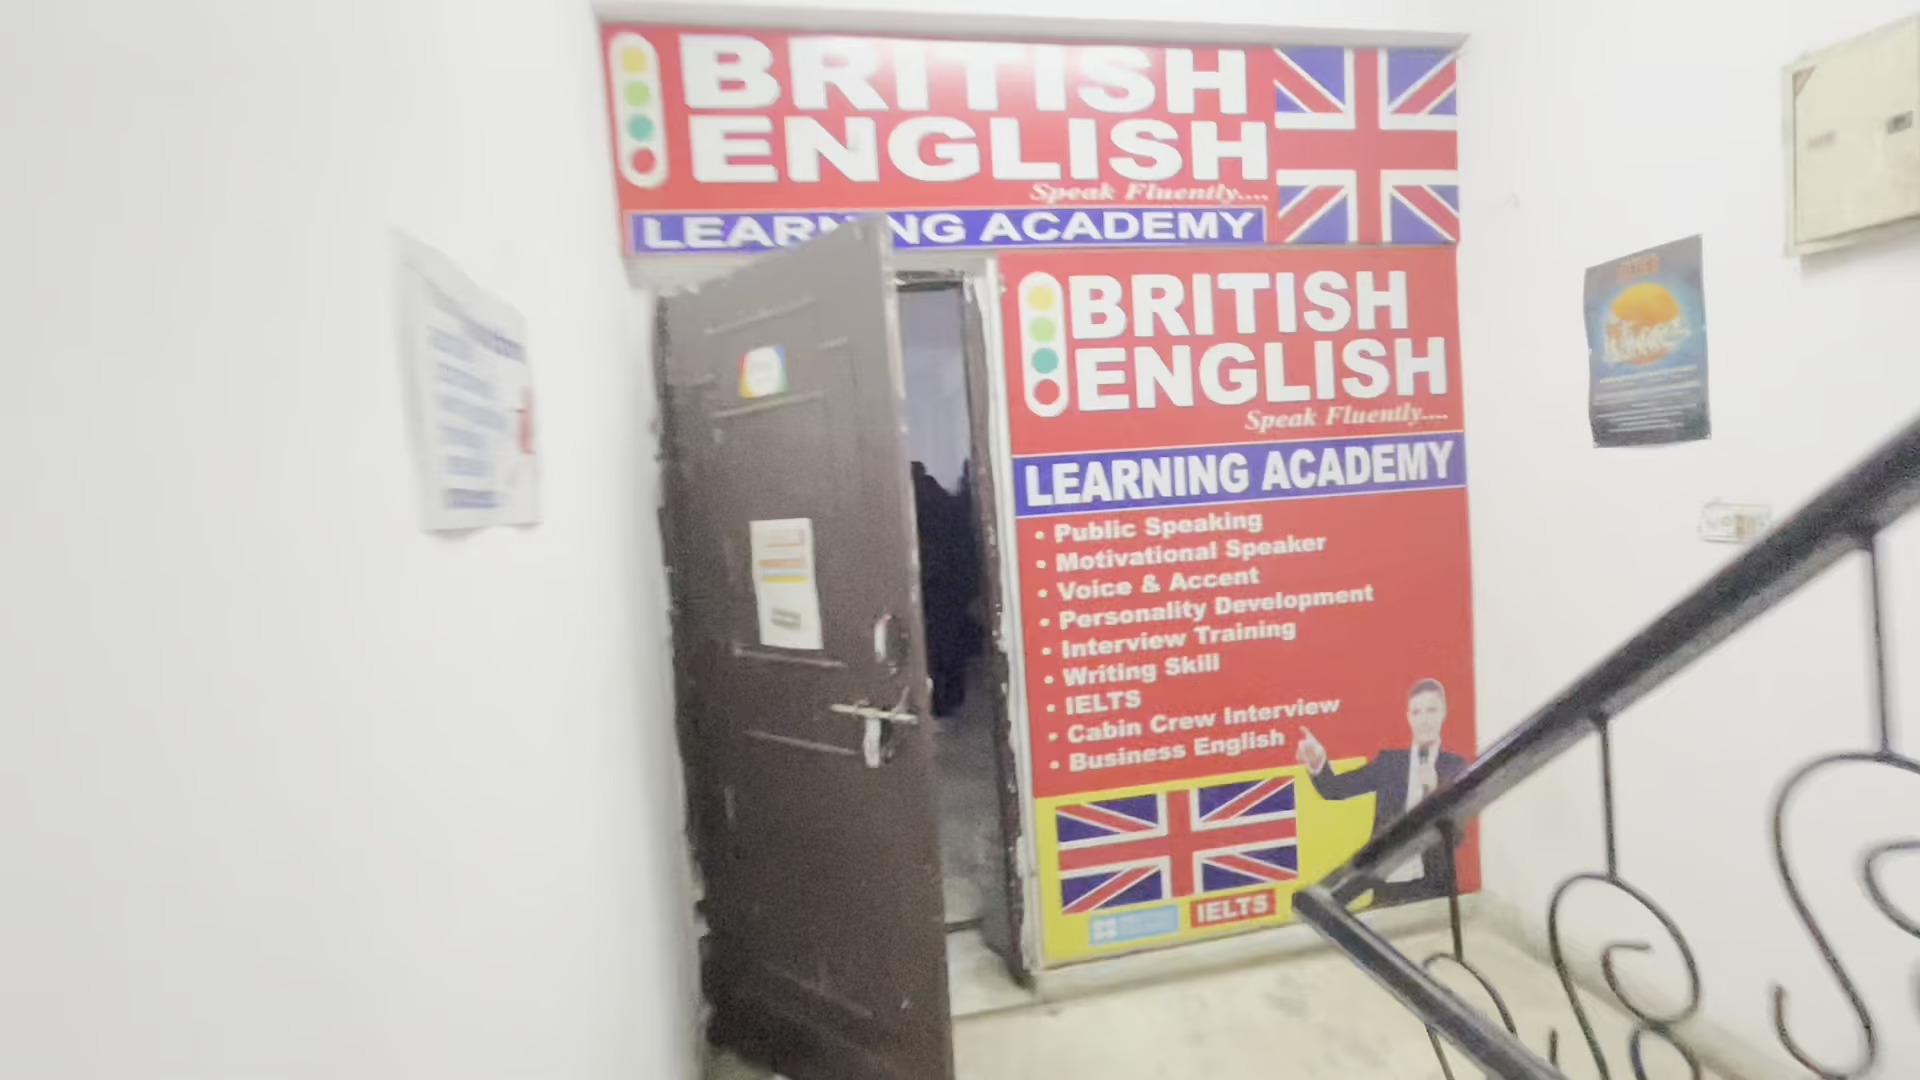 BRITISH
ENGLISH
Speak Fluently....
LEARNING ACADEMY
BRITISH
ENGLISH
Speak Fluently....
LEARNING ACADEMY
• Public Speaking
• Motivational Speaker
• Voice & Accent
• Personality Development
• Interview Training
• Writing Skill
• IELTS
• Cabin Crew Interview
• Business English
IELTS